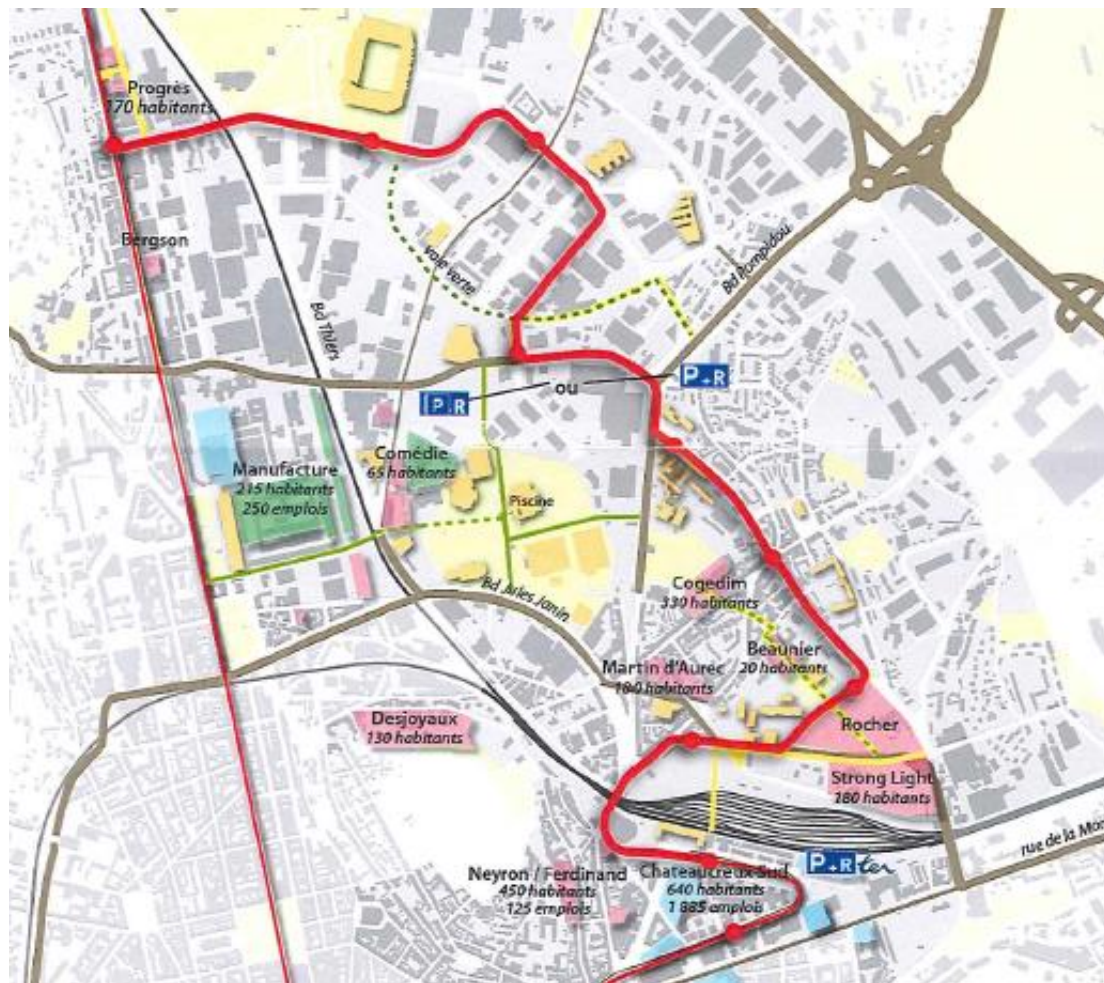 Progrès
170 habitants
Bergson
voie verte
Bd Thiers
Bd Pompidou
P+R
ou
P+R
Manufacture
215 habitants
250 emplois
Comédie
65 habitants
Piscine
Bd Jules Janin
Cogedim
330 habitants
Beaunier
20 habitants
Martin d'Aurec
180 habitants
Desjoyaux
130 habitants
Rocher
Strong Light
180 habitants
rue de la
P+R ter
Neyron / Ferdinand
450 habitants
125 emplois
Chateaucreux Sud
640 habitants
1 885 emplois